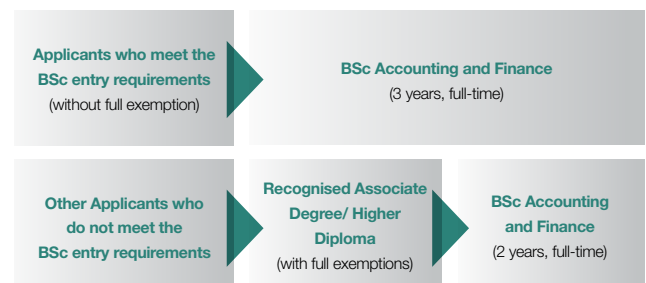 Applicants who meet the
BSc entry requirements
(without full exemption)
BSc Accounting and Finance
(3 years, full-time)
Other Applicants who
do not meet the
BSc entry requirements
Recognised Associate
Degree/ Higher
Diploma
(with full exemptions)
BSc Accounting
and Finance
(2 years, full-time)